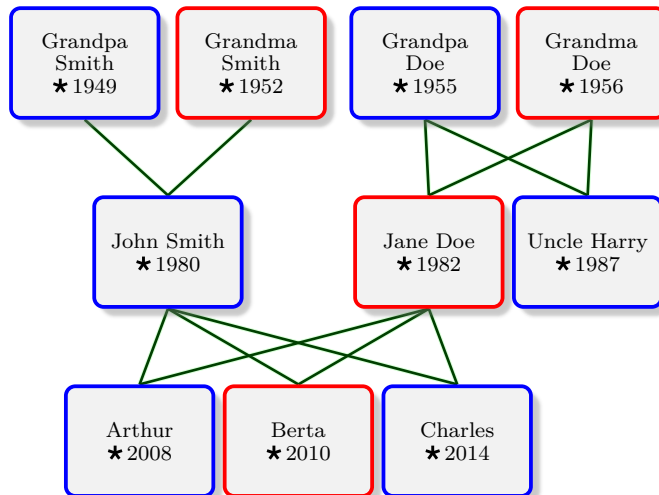 Grandpa
Smith
★ 1949
Grandma
Smith
★ 1952
Grandpa
Doe
★ 1955
Grandma
Doe
★ 1956
John Smith
★ 1980
Jane Doe
★ 1982
Uncle Harry
★ 1987
Arthur
★ 2008
Berta
★ 2010
Charles
★ 2014